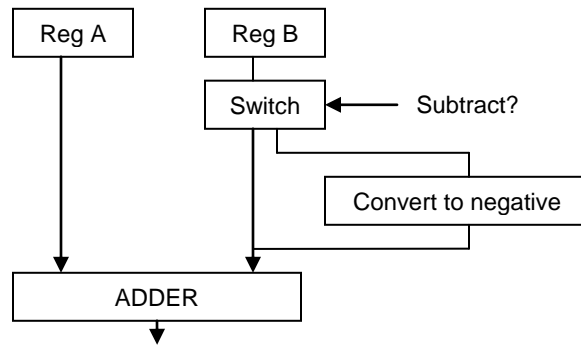 Reg A
Reg B
Switch
Subtract?
Convert to negative
ADDER